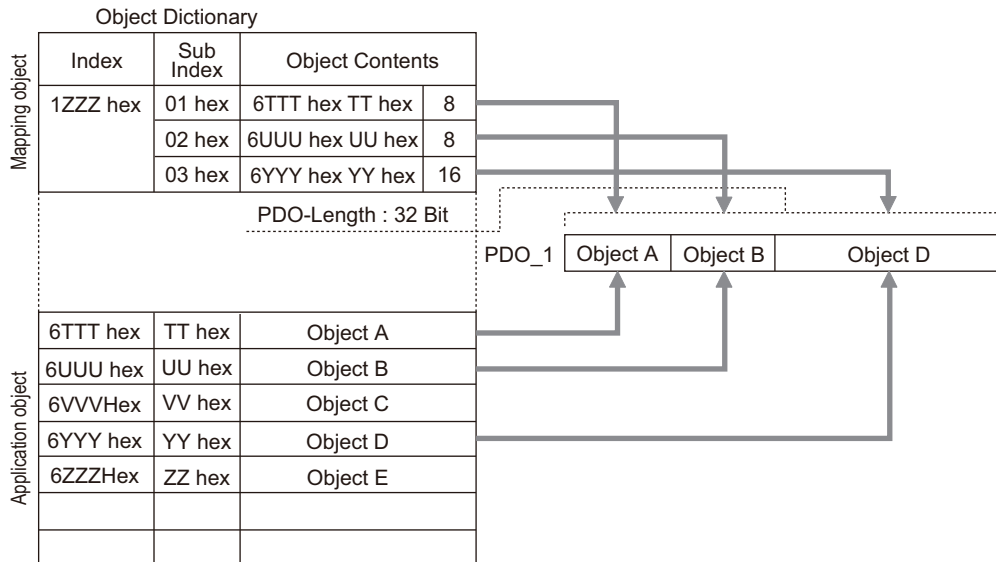 Object Dictionary
Mapping object
Index
Sub
Index
Object Contents
1ZZZ hex
01 hex
6TTT hex TT hex
8
02 hex
6UUU hex UU hex
8
03 hex
6YYY hex YY hex
16
PDO-Length : 32 Bit
PDO_1
Object A
Object B
Object D
Application object
6TTT hex
TT hex
Object A
6UUU hex
UU hex
Object B
6VVVHex
VV hex
Object C
6YYY hex
YY hex
Object D
6ZZZHex
ZZ hex
Object E